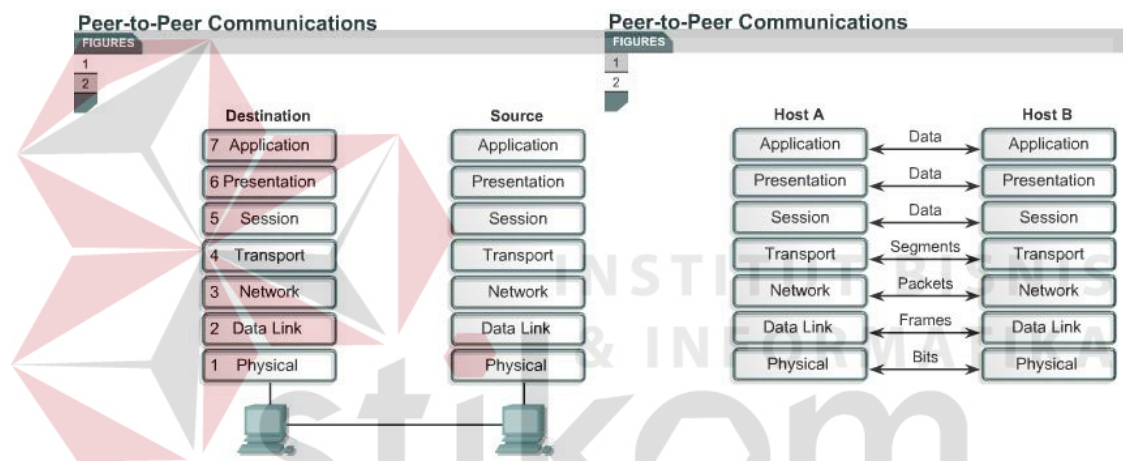 Peer-to-Peer Communications
FIGURES
1
2
Destination
Source
7 Application
Application
6 Presentation
Presentation
5 Session
Session
4 Transport
Transport
3 Network
Network
2 Data Link
Data Link
1 Physical
Physical
Peer-to-Peer Communications
FIGURES
1
2
Host A
Host B
Application
Data
Application
Presentation
Data
Presentation
Session
Data
Session
Transport
Segments
Transport
Network
Packets
Network
Data Link
Frames
Data Link
Physical
Bits
Physical
INSTITUT BISNIS
& INFORMATIKA
stikom